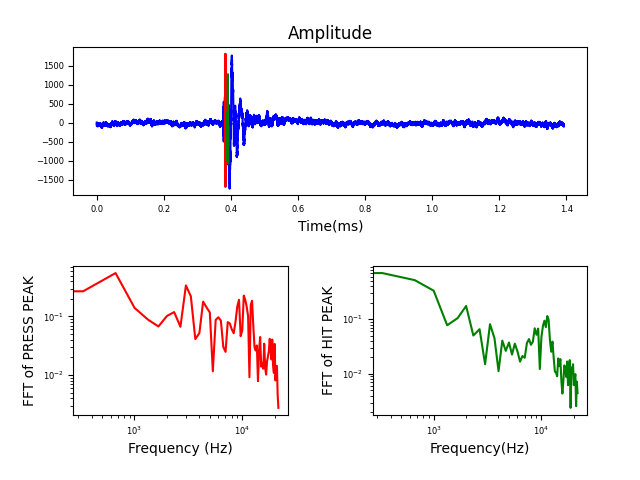 Amplitude
1500
1000
500
0
−500
−1000
−1500
0.0 0.2 0.4 0.6 0.8 1.0 1.2 1.4
Time(ms)
FFT of PRESS PEAK
10⁻¹
10⁻²
10³ 10⁴
Frequency (Hz)
FFT of HIT PEAK
10⁻¹
10⁻²
10³ 10⁴
Frequency(Hz)